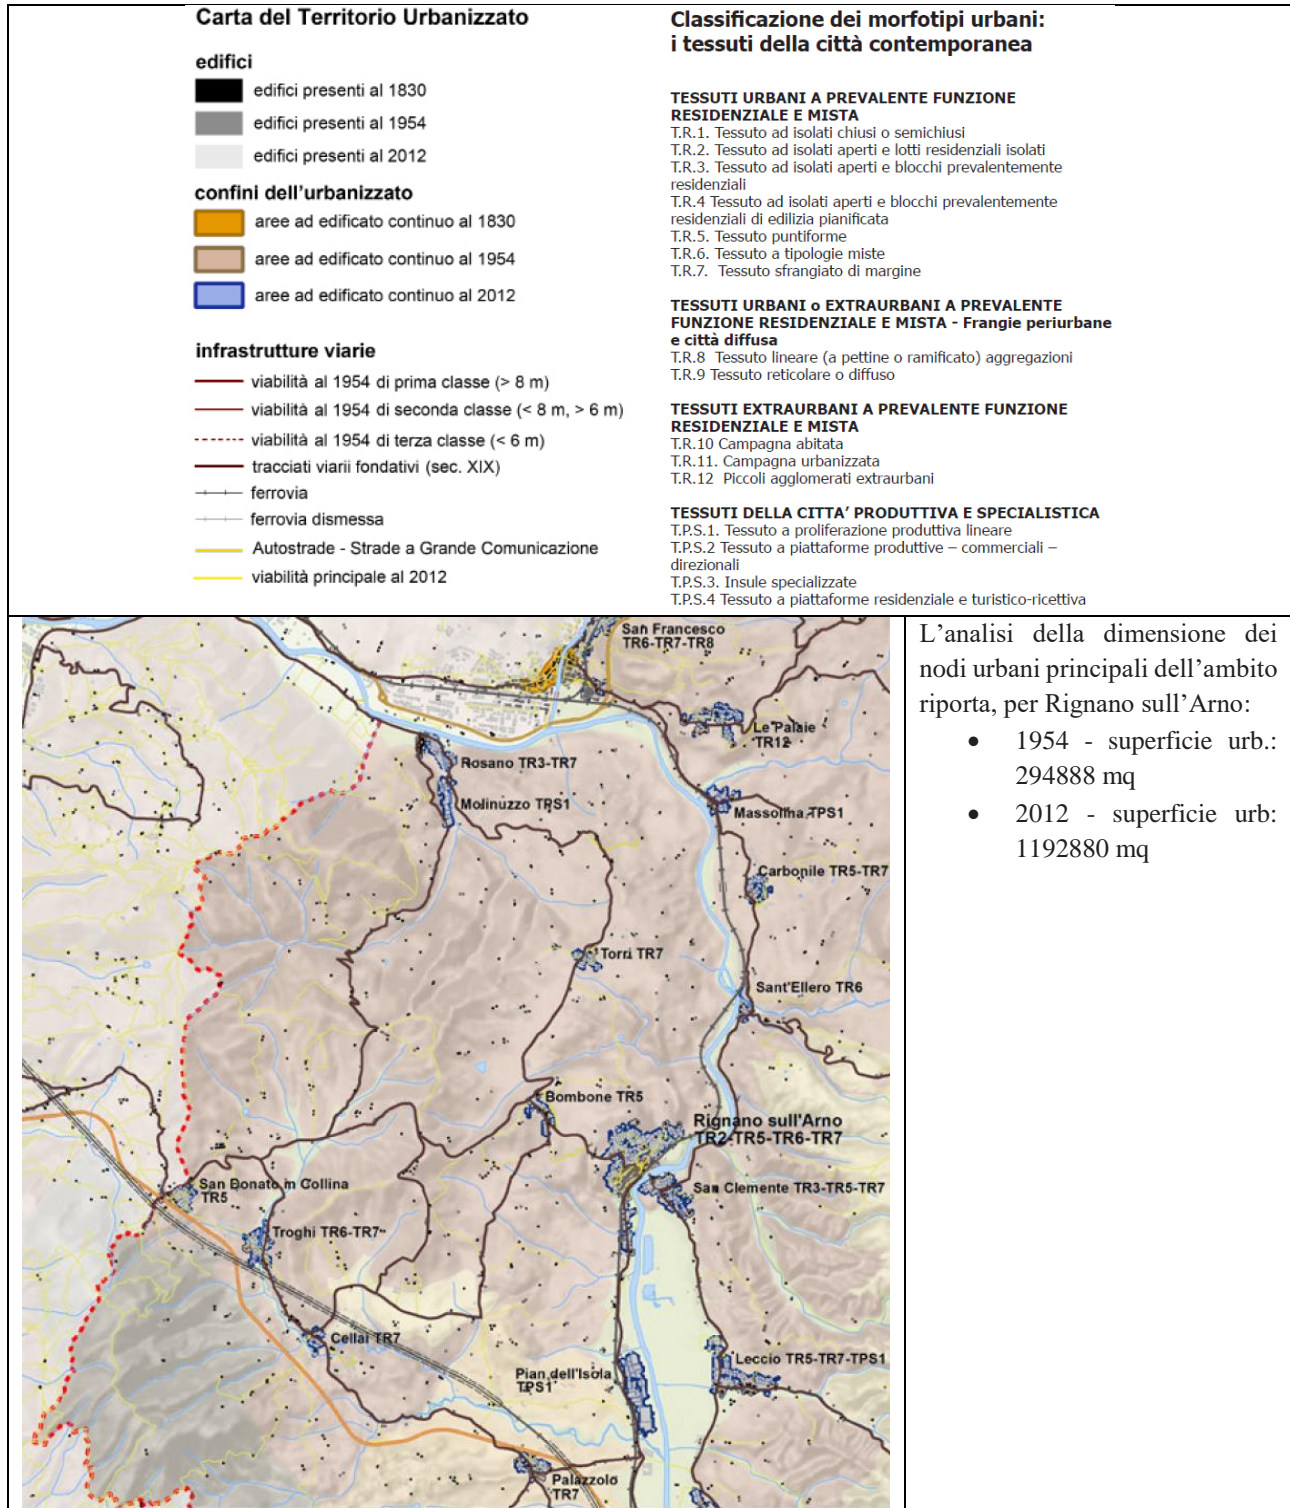 Carta del Territorio Urbanizzato
edifici
edifici presenti al 1830
edifici presenti al 1954
edifici presenti al 2012
confini dell'urbanizzato
aree ad edificato continuo al 1830
aree ad edificato continuo al 1954
aree ad edificato continuo al 2012
infrastrutture viarie
viabilità al 1954 di prima classe (> 8 m)
viabilità al 1954 di seconda classe (< 8 m, > 6 m)
viabilità al 1954 di terza classe (< 6 m)
tracciati viarii fondativi (sec. XIX)
ferrovia
ferrovia dismessa
Autostrade - Strade a Grande Comunicazione
viabilità principale al 2012
Classificazione dei morfotipi urbani:
i tessuti della città contemporanea
TESSUTI URBANI A PREVALENTE FUNZIONE
RESIDENZIALE E MISTA
T.R.1. Tessuto ad isolati chiusi o semichiusi
T.R.2. Tessuto ad isolati aperti e lotti residenziali isolati
T.R.3. Tessuto ad isolati aperti e blocchi prevalentemente
residenziali
T.R.4 Tessuto ad isolati aperti e blocchi prevalentemente
residenziali di edilizia pianificata
T.R.5. Tessuto puntiforme
T.R.6. Tessuto a tipologie miste
T.R.7. Tessuto sfrangiato di margine
TESSUTI URBANI o EXTRAURBANI A PREVALENTE
FUNZIONE RESIDENZIALE E MISTA - Frangie periurbane
e città diffusa
T.R.8 Tessuto lineare (a pettine o ramificato) aggregazioni
T.R.9 Tessuto reticolare o diffuso
TESSUTI EXTRAURBANI A PREVALENTE FUNZIONE
RESIDENZIALE E MISTA
T.R.10 Campagna abitata
T.R.11. Campagna urbanizzata
T.R.12 Piccoli agglomerati extraurbani
TESSUTI DELLA CITTA' PRODUTTIVA E SPECIALISTICA
T.P.S.1. Tessuto a proliferazione produttiva lineare
T.P.S.2 Tessuto a piattaforme produttive – commerciali –
direzionali
T.P.S.3. Insule specializzate
T.P.S.4 Tessuto a piattaforme residenziale e turistico-ricettiva
San Francesco
TR6-TR7-TR8
Le Palaie
TR12
Rosano TR3-TR7
Molinuzzo TPS1
Massolina TPS1
Carbonile TR5-TR7
Torri TR7
Sant'Ellero TR6
Bombone TR5
Rignano sull'Arno
TR2-TR5-TR6-TR7
San Donato in Collina
TR5
San Clemente TR3-TR5-TR7
Troghi TR6-TR7
Cellai TR7
Leccio TR5-TR7-TPS1
Pian dell'Isola
TPS1
Palazzolo
TR7
L'analisi della dimensione dei
nodi urbani principali dell'ambito
riporta, per Rignano sull'Arno:
• 1954 - superficie urb.:
294888 mq
• 2012 - superficie urb:
1192880 mq